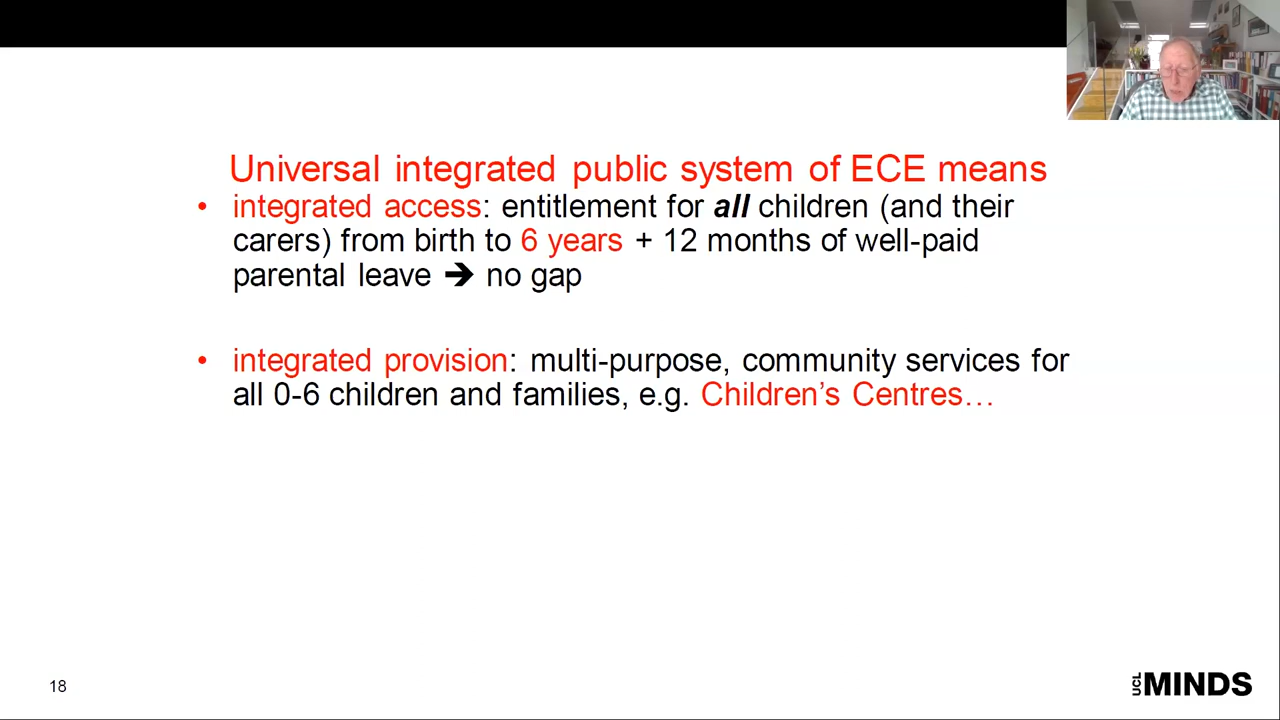 Universal integrated public system of ECE means
• integrated access: entitlement for all children (and their
carers) from birth to 6 years + 12 months of well-paid
parental leave ➔ no gap
• integrated provision: multi-purpose, community services for
all 0-6 children and families, e.g. Children’s Centres…
18
UCL MINDS